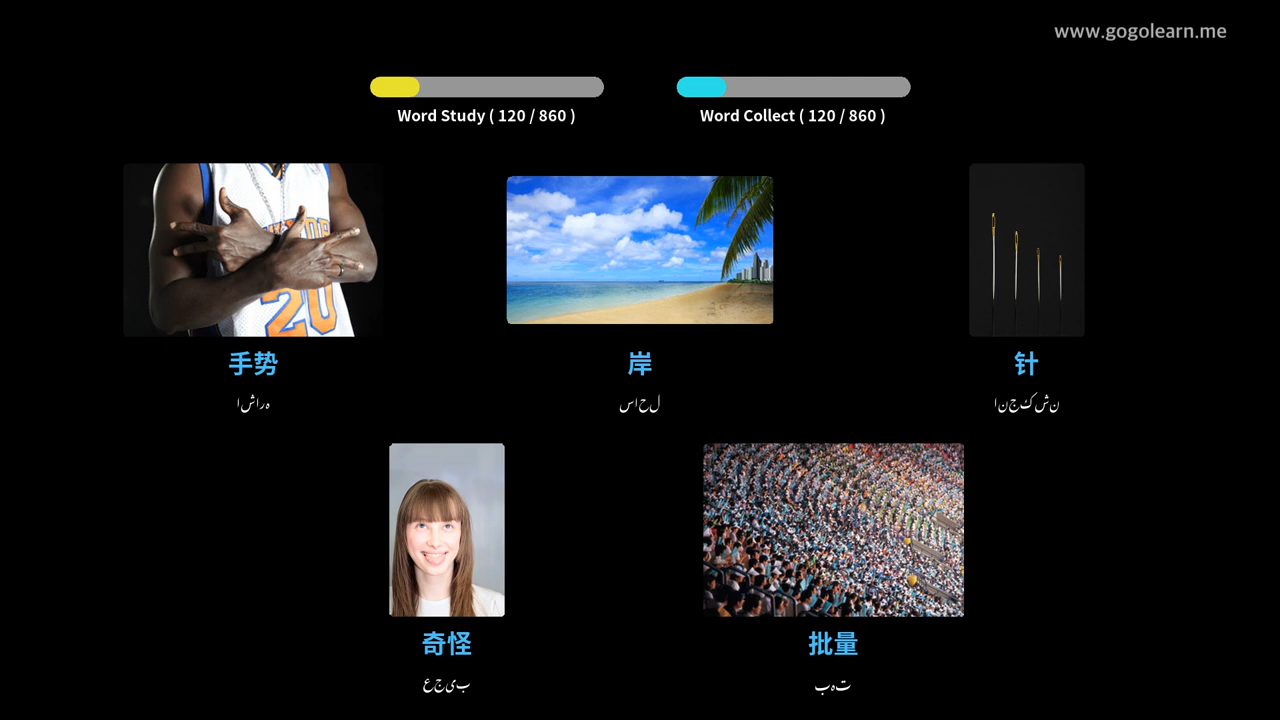 www.gogolearn.me
Word Study ( 120 / 860 )
Word Collect ( 120 / 860 )
20
手势
岸
针
اشارہ
ساحل
انجکشن
奇怪
批量
عجیب
بہت